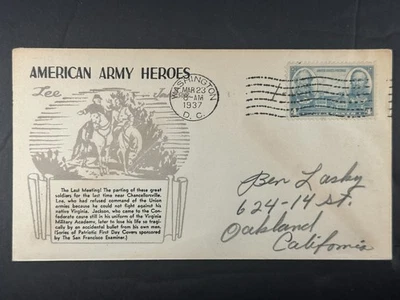 AMERICAN ARMY HEROES
Lee
WASHINGTON
MAR 23
8-AM
1937
D.C.
The Last Meeting! The parting of these great
soldiers for the last time near Chancellorville.
Lee, who had refused command of the Union
armies because he could not fight against his
native Virginia. Jackson, who came to the Con-
federate cause still in his uniform of the Virginia
Military Academy, later to lose his life so tragi-
cally by an accidental bullet from his own men.
(Series of Patriotic First Day Covers sponsored
by The San Francisco Examiner.)
Ben Lasky
624-14 St.
Oakland,
California